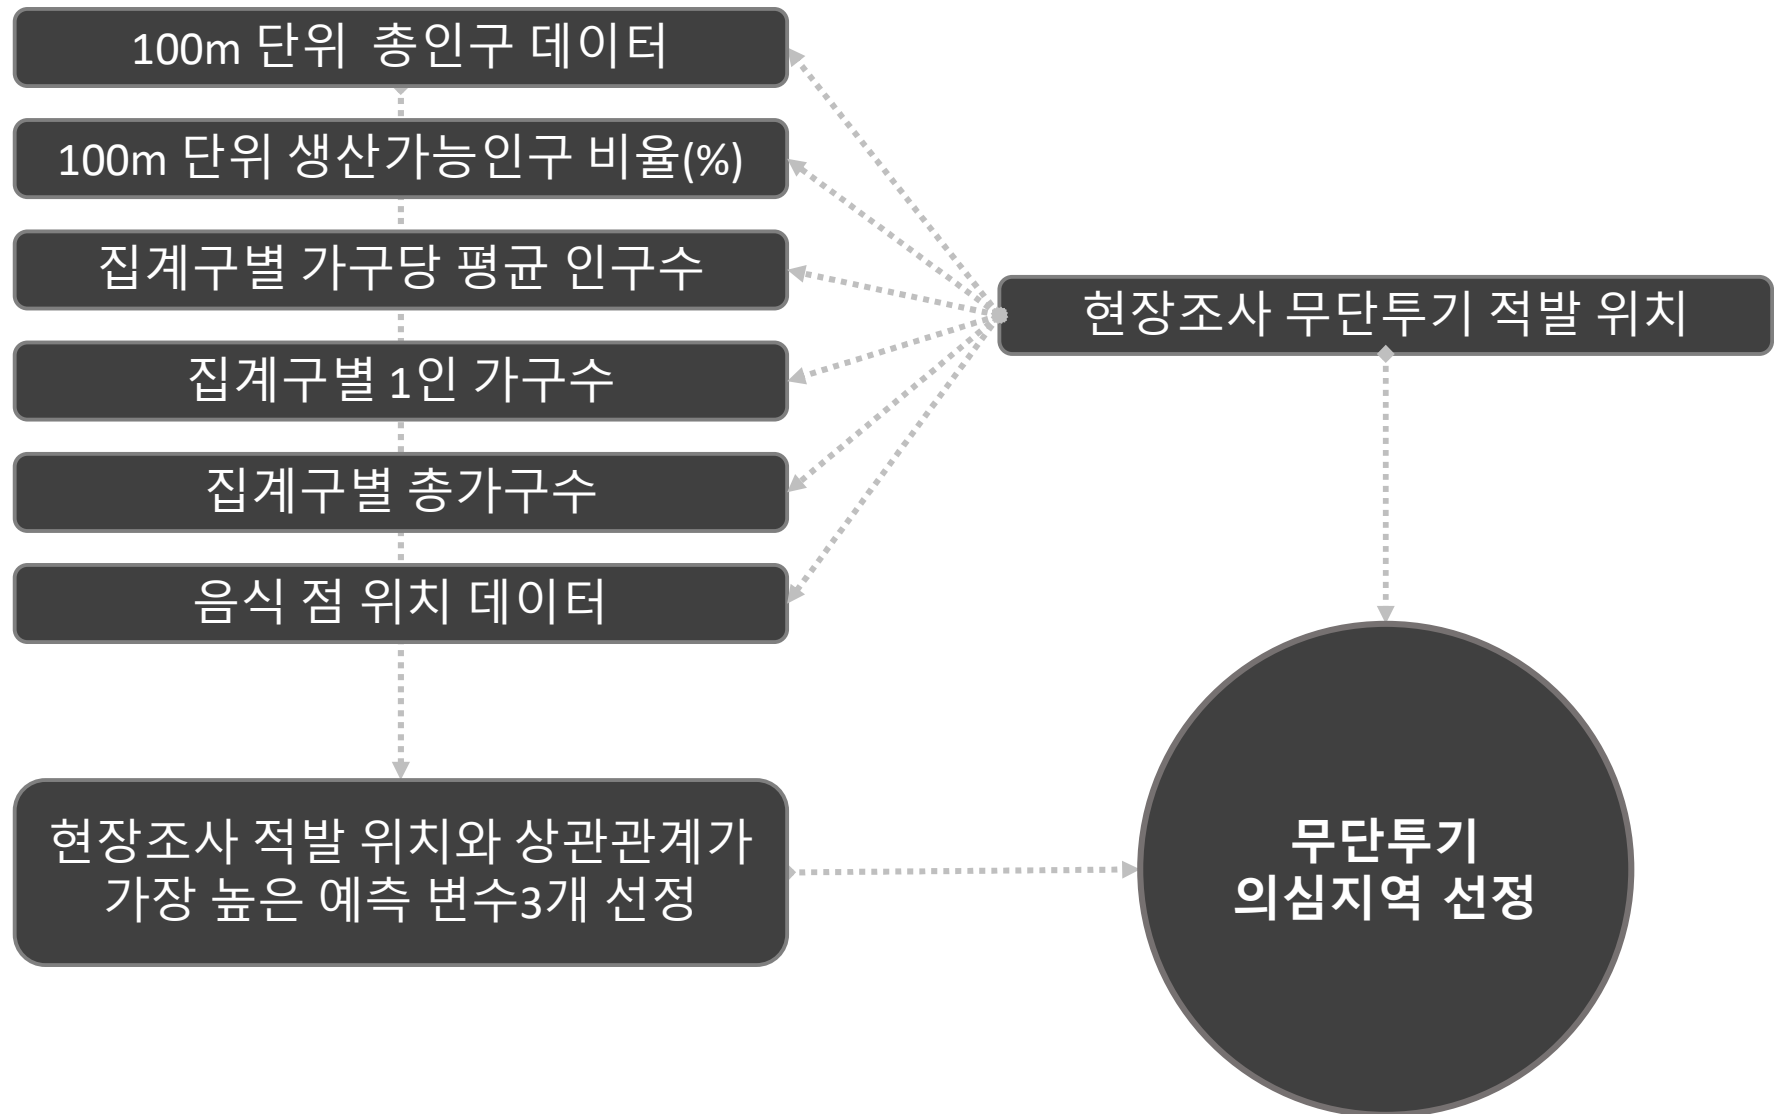 100m 단위 총인구 데이터
100m 단위 생산가능인구 비율(%)
집계구별 가구당 평균 인구수
집계구별 1인 가구수
집계구별 총가구수
음식 점 위치 데이터
현장조사 무단투기 적발 위치
현장조사 적발 위치와 상관관계가
가장 높은 예측 변수3개 선정
무단투기
의심지역 선정